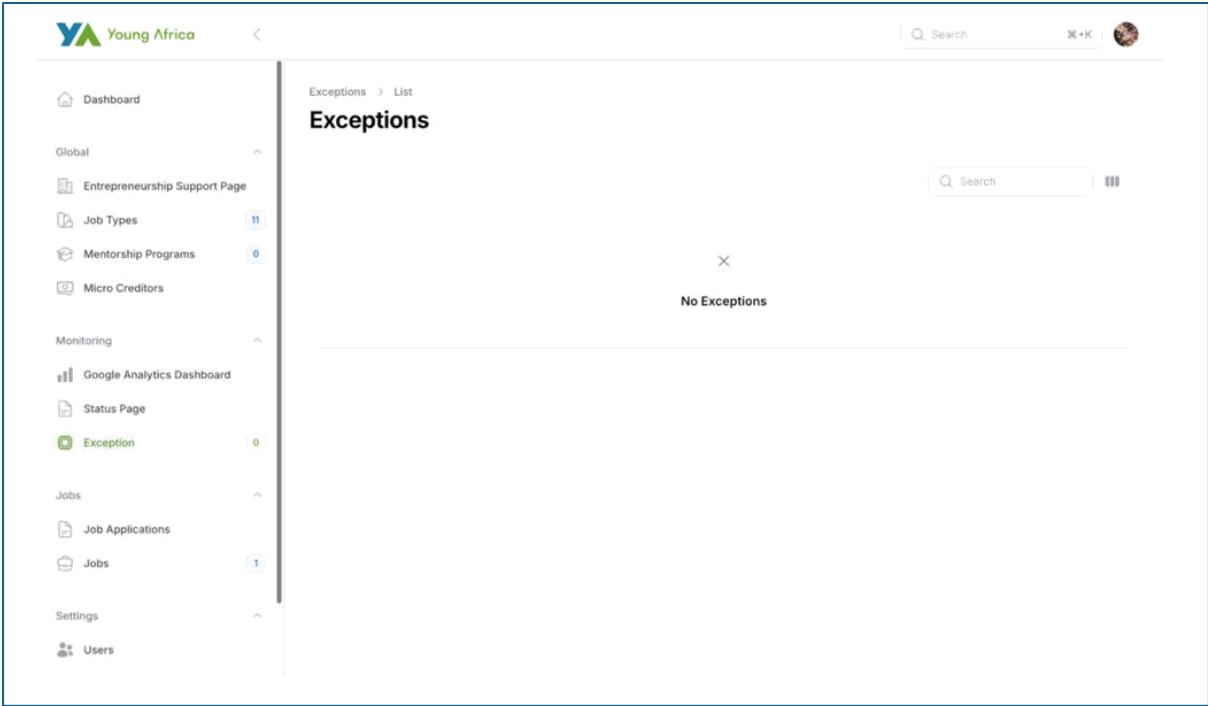 YA Young Africa
Search ⌘+K
Dashboard
Global
Entrepreneurship Support Page
Job Types 11
Mentorship Programs 0
Micro Creditors
Monitoring
Google Analytics Dashboard
Status Page
Exception 0
Jobs
Job Applications
Jobs 1
Settings
Users
Exceptions > List
Exceptions
Search
No Exceptions